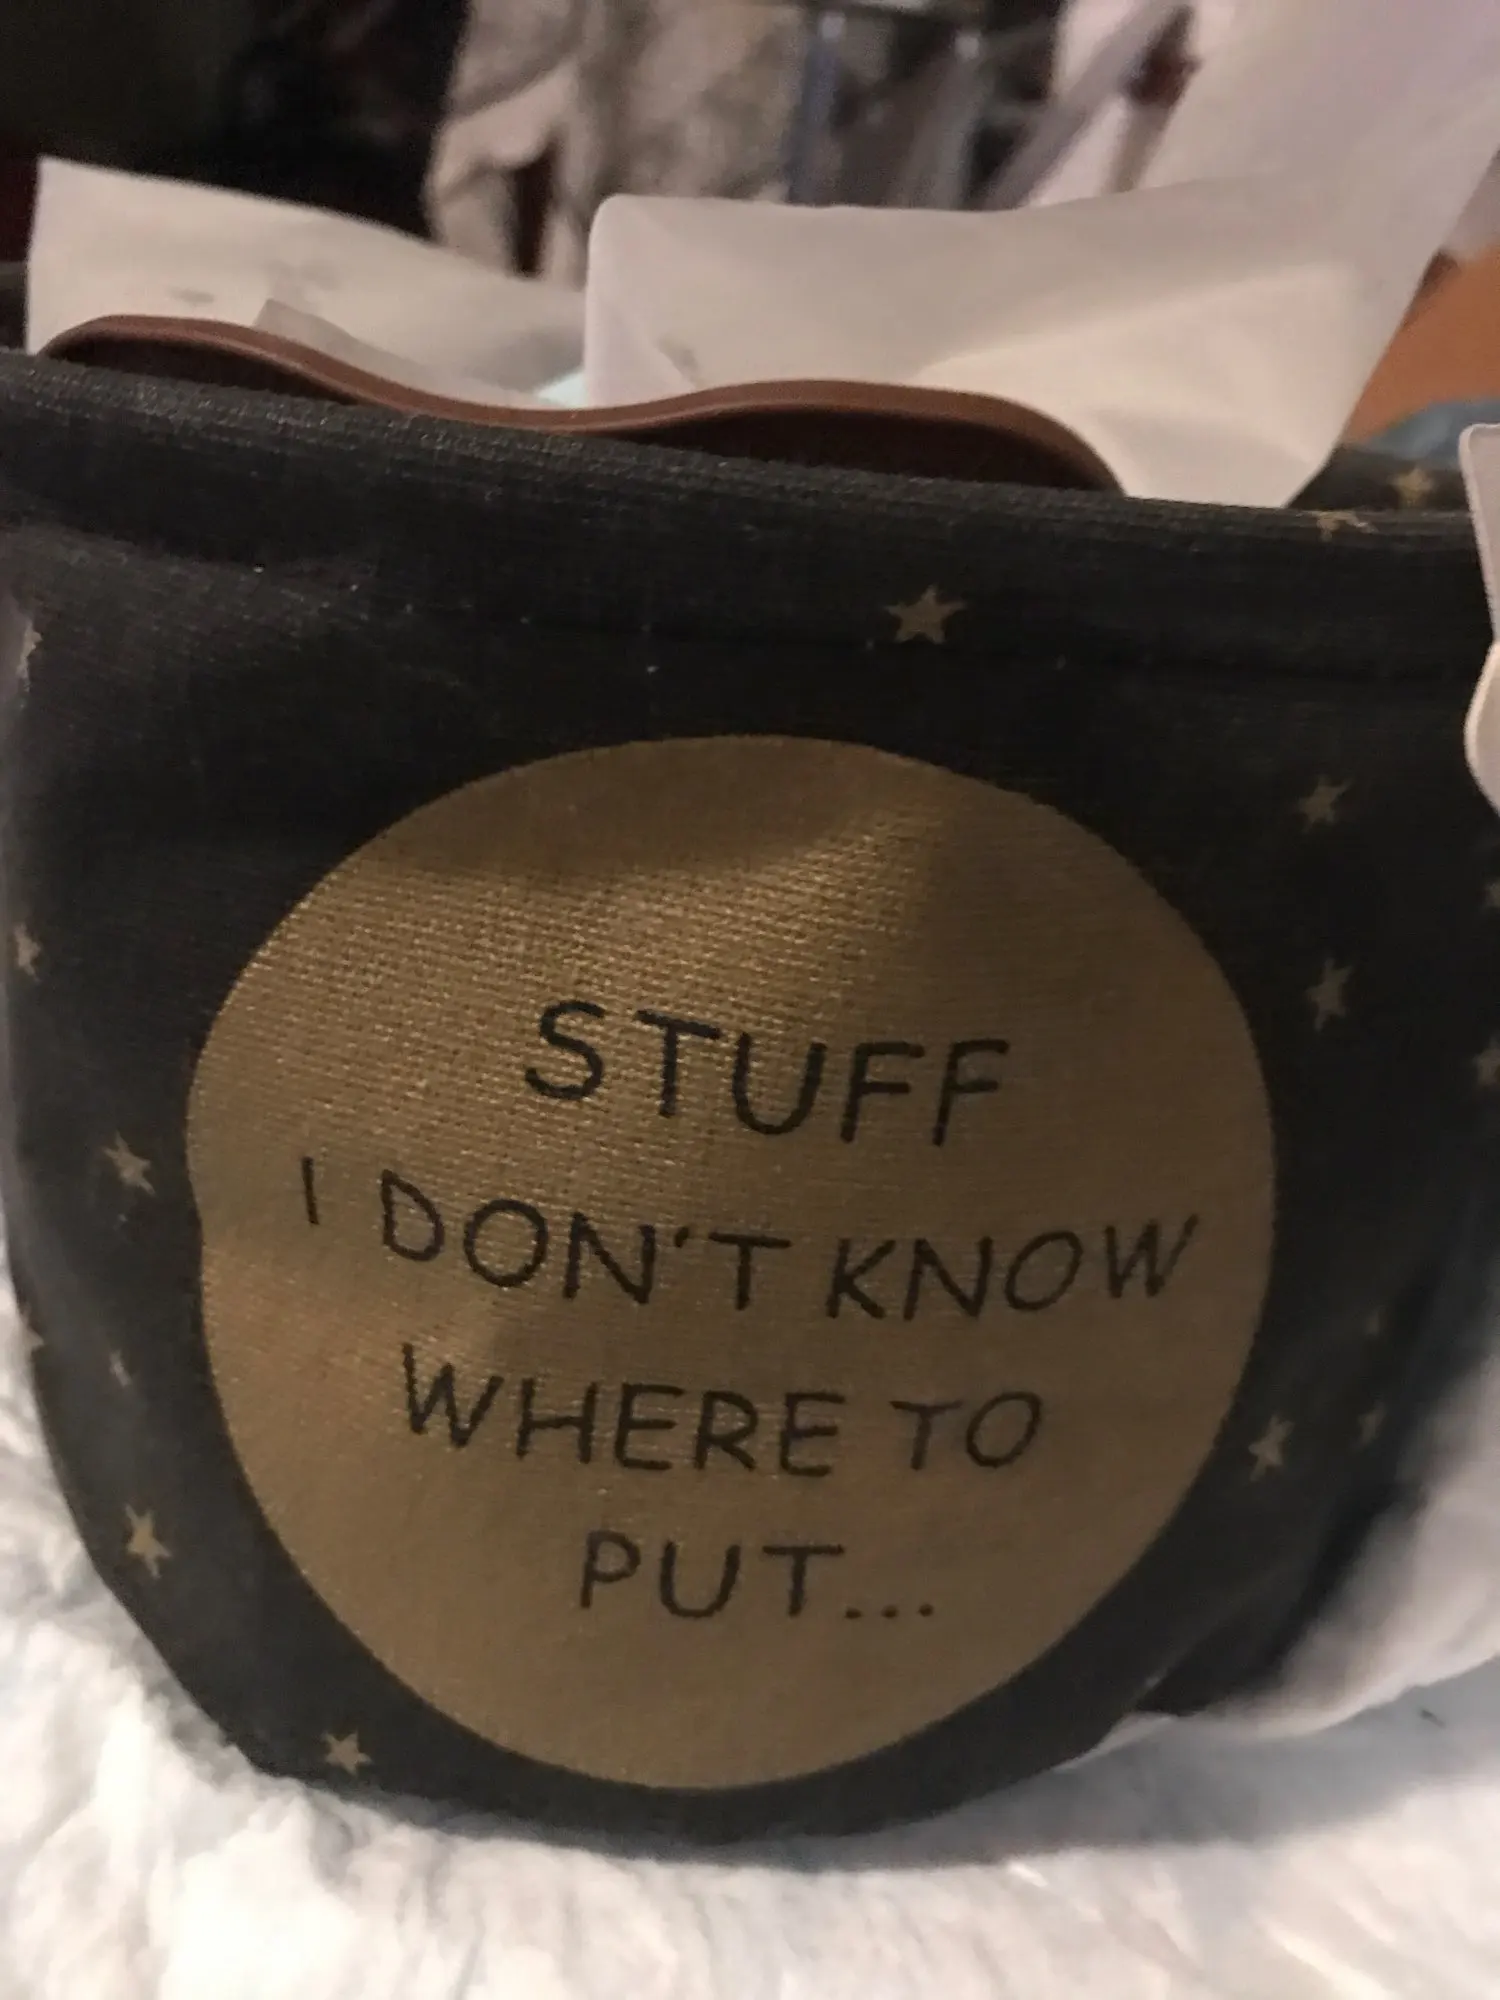 STUFF
I DON'T KNOW
WHERE TO
PUT...